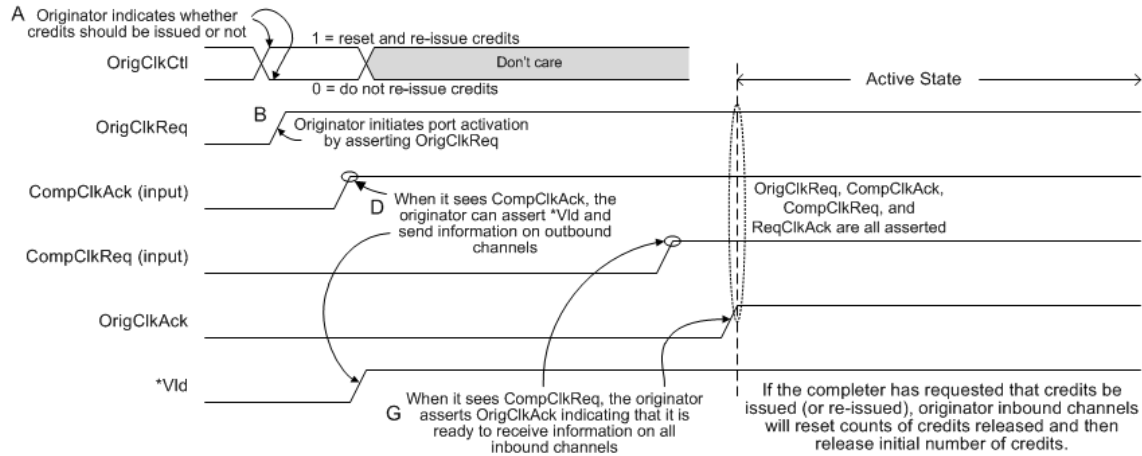 A
Originator indicates whether
credits should be issued or not
1 = reset and re-issue credits
OrigClkCtl
Don't care
0 = do not re-issue credits
Active State
OrigClkReq
B
Originator initiates port activation
by asserting OrigClkReq
CompClkAck (input)
D
When it sees CompClkAck, the
originator can assert *Vld and
send information on outbound
channels
OrigClkReq, CompClkAck,
CompClkReq, and
ReqClkAck are all asserted
CompClkReq (input)
OrigClkAck
*Vld
G
When it sees CompClkReq, the originator
asserts OrigClkAck indicating that it is
ready to receive information on all
inbound channels
If the completer has requested that credits be
issued (or re-issued), originator inbound channels
will reset counts of credits released and then
release initial number of credits.